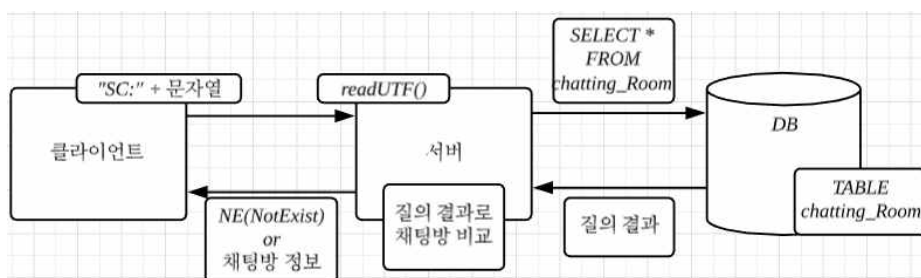 "SC:" + 문자열
클라이언트
NE(NotExist)
or
채팅방 정보
readUTF()
서버
질의 결과로
채팅방 비교
SELECT *
FROM
chatting_Room
질의 결과
DB
TABLE
chatting_Room